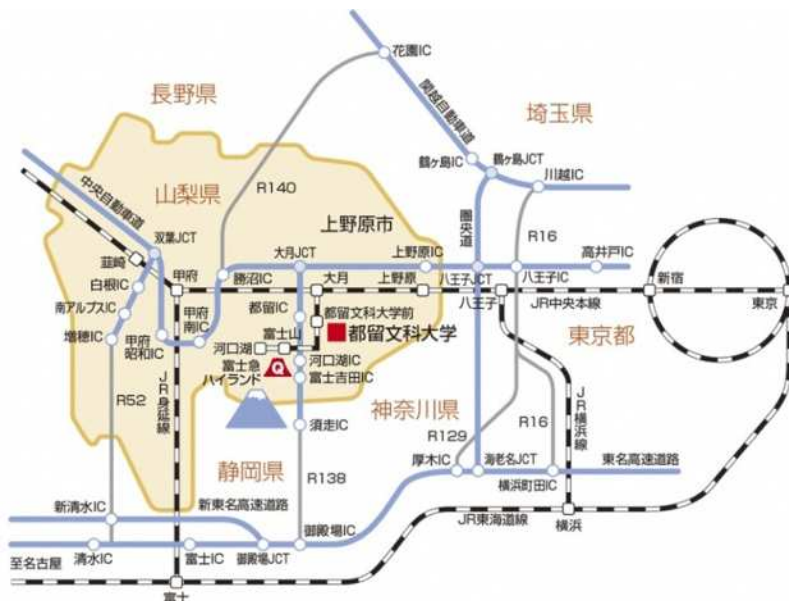 花園IC
長野県
関越自動車道
埼玉県
鶴ヶ島IC
鶴ヶ島JCT
川越IC
中央自動車道
山梨県
R140
上野原市
圏央道
R16
双葉JCT
大月JCT
上野原IC
高井戸IC
韮崎
甲府
勝沼IC
大月
上野原
八王子JCT
八王子IC
新宿
白根IC
八王子
JR中央本線
東京
南アルプスIC
都留IC
都留文科大学前
増穂IC
甲府
昭和IC
甲府
南IC
富士山
都留文科大学
東京都
河口湖
河口湖IC
富士急
ハイランド
Q
富士吉田IC
R52
JR身延線
須走IC
神奈川県
R129
R16
JR横浜線
静岡県
R138
厚木IC
海老名JCT
東名高速道路
横浜町田IC
新清水IC
新東名高速道路
御殿場IC
JR東海道線
横浜
至名古屋
清水IC
富士IC
御殿場JCT
富士